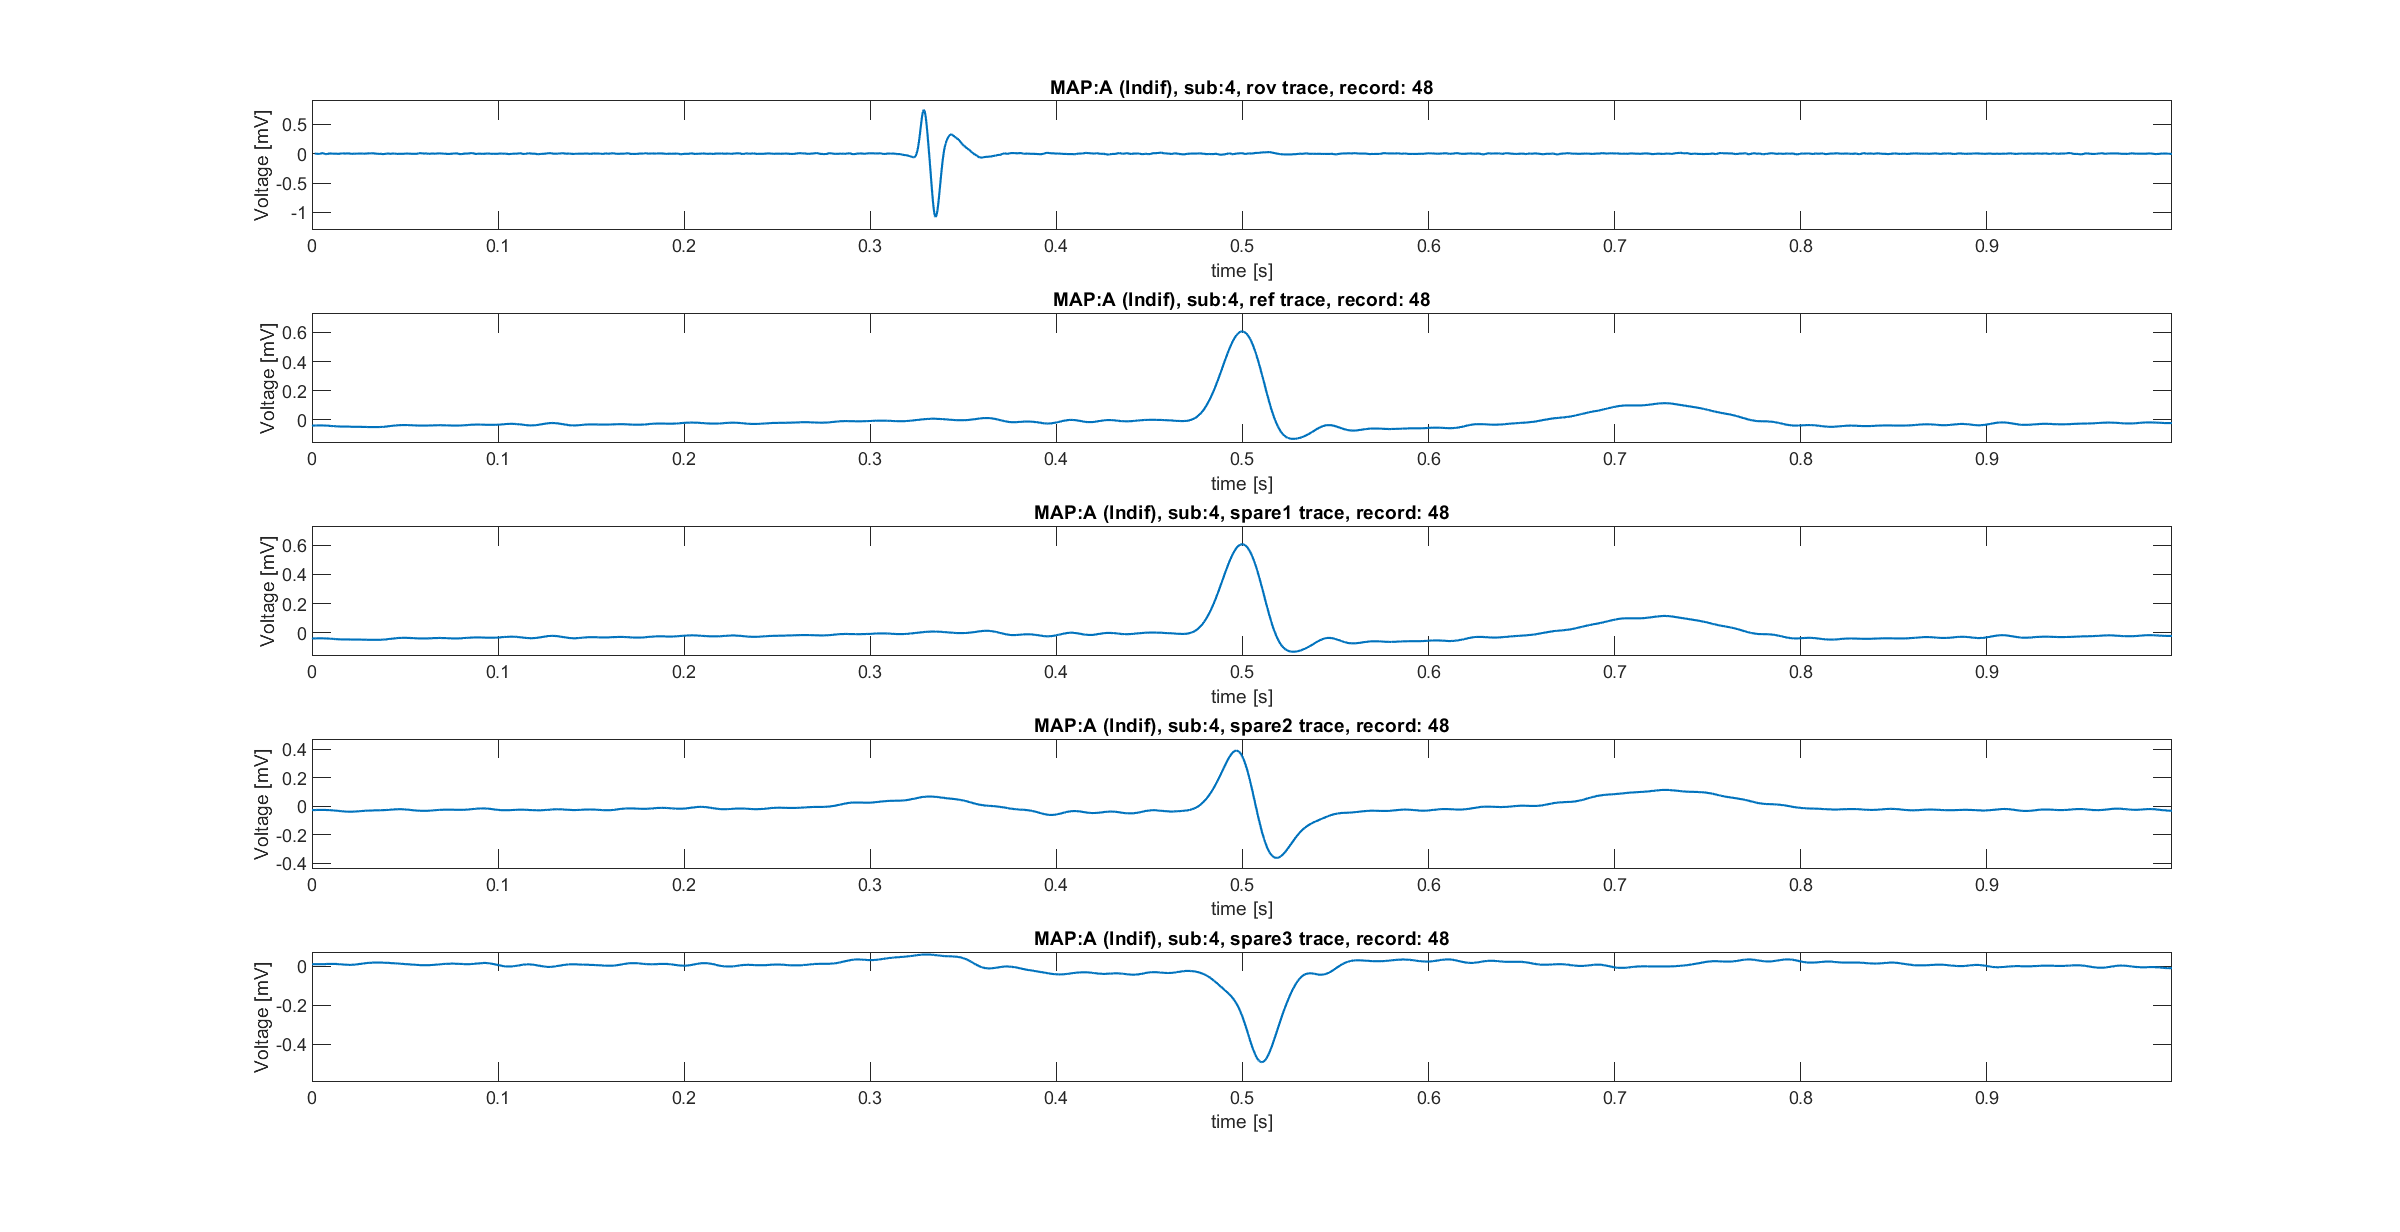 MAP:A (Indif), sub:4, rov trace, record: 48
Voltage [mV]
0.5
0
-0.5
-1
0 0.1 0.2 0.3 0.4 0.5 0.6 0.7 0.8 0.9
time [s]
MAP:A (Indif), sub:4, ref trace, record: 48
Voltage [mV]
0.6
0.4
0.2
0
0 0.1 0.2 0.3 0.4 0.5 0.6 0.7 0.8 0.9
time [s]
MAP:A (Indif), sub:4, spare1 trace, record: 48
Voltage [mV]
0.6
0.4
0.2
0
0 0.1 0.2 0.3 0.4 0.5 0.6 0.7 0.8 0.9
time [s]
MAP:A (Indif), sub:4, spare2 trace, record: 48
Voltage [mV]
0.4
0.2
0
-0.2
-0.4
0 0.1 0.2 0.3 0.4 0.5 0.6 0.7 0.8 0.9
time [s]
MAP:A (Indif), sub:4, spare3 trace, record: 48
Voltage [mV]
0
-0.2
-0.4
0 0.1 0.2 0.3 0.4 0.5 0.6 0.7 0.8 0.9
time [s]